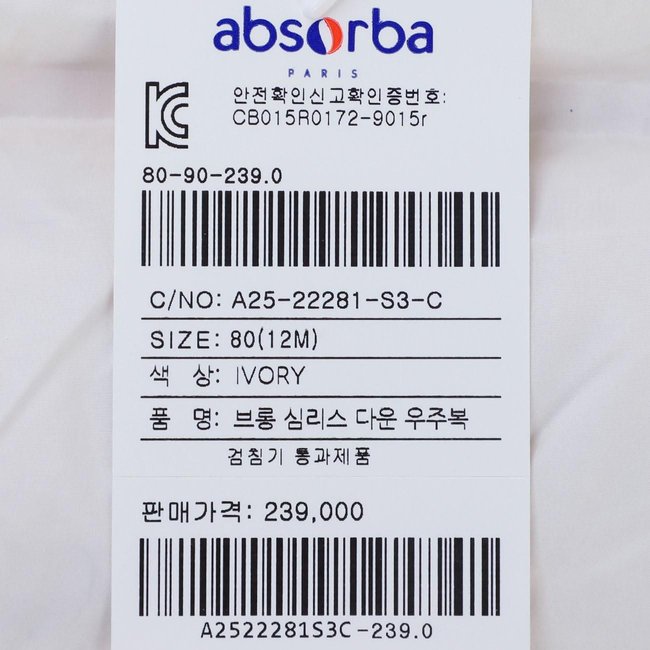 absorba
PARIS
안전확인신고확인증번호:
CB015R0172-9015r
80-90-239.0
C/NO: A25-22281-S3-C
SIZE: 80(12M)
색 상: IVORY
품 명: 브롱 심리스 다운 우주복
검침기 통과제품
판매가격: 239,000
A2522281S3C-239.0